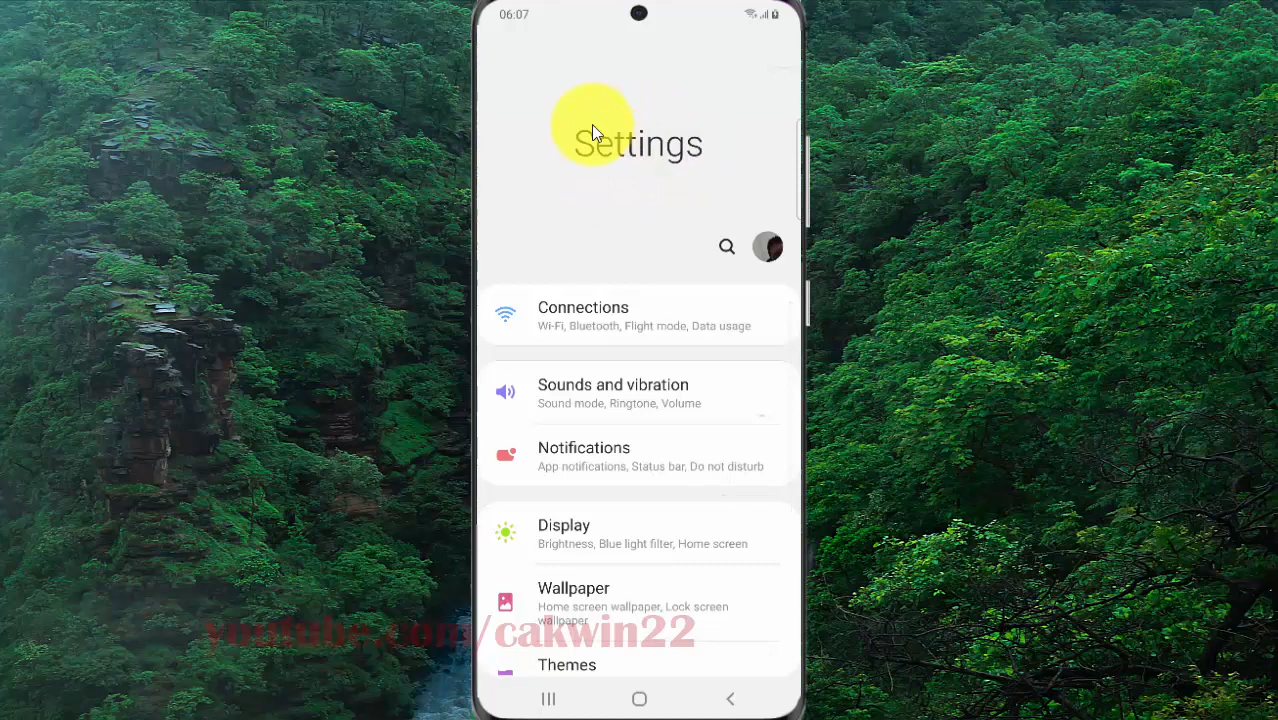 06:07
Settings
Connections
Wi-Fi, Bluetooth, Flight mode, Data usage
Sounds and vibration
Sound mode, Ringtone, Volume
Notifications
App notifications, Status bar, Do not disturb
Display
Brightness, Blue light filter, Home screen
Wallpaper
Home screen wallpaper, Lock screen
wallpaper
youtube.com/cakwin22
Themes